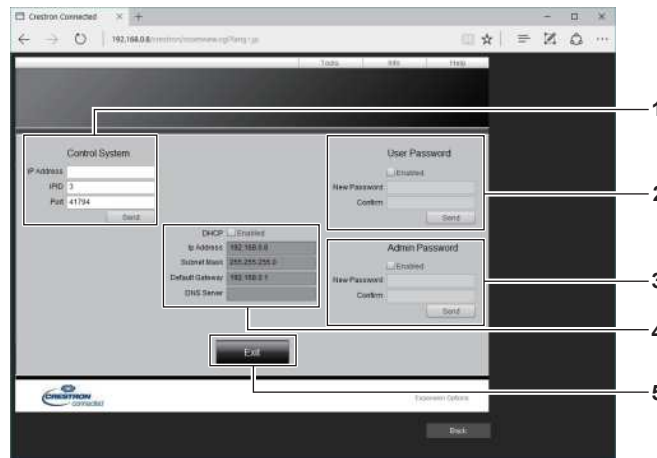 Crestron Connected
192.168.0.8
Tools Info Help
Control System
IP Address
IPID 3
Port 41794
Send
User Password
Enabled
New Password
Confirm
Send
DHCP Enabled
Ip Address 192.168.0.8
Subnet Mask 255.255.255.0
Default Gateway 192.168.0.1
DNS Server
Admin Password
Enabled
New Password
Confirm
Send
Exit
CRESTRON
connected
Expansion Options
Back
1
2
3
4
5